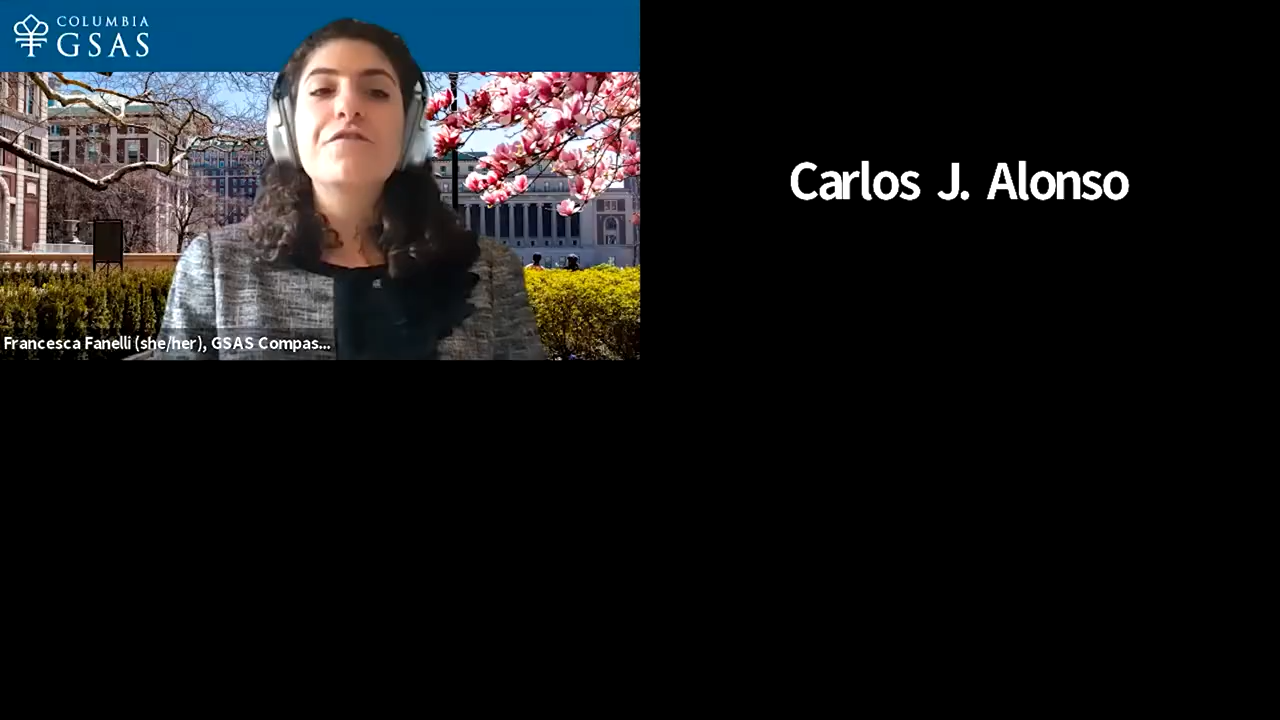 COLUMBIA
GSAS
Carlos J. Alonso
Francesca Fanelli (she/her), GSAS Compas...